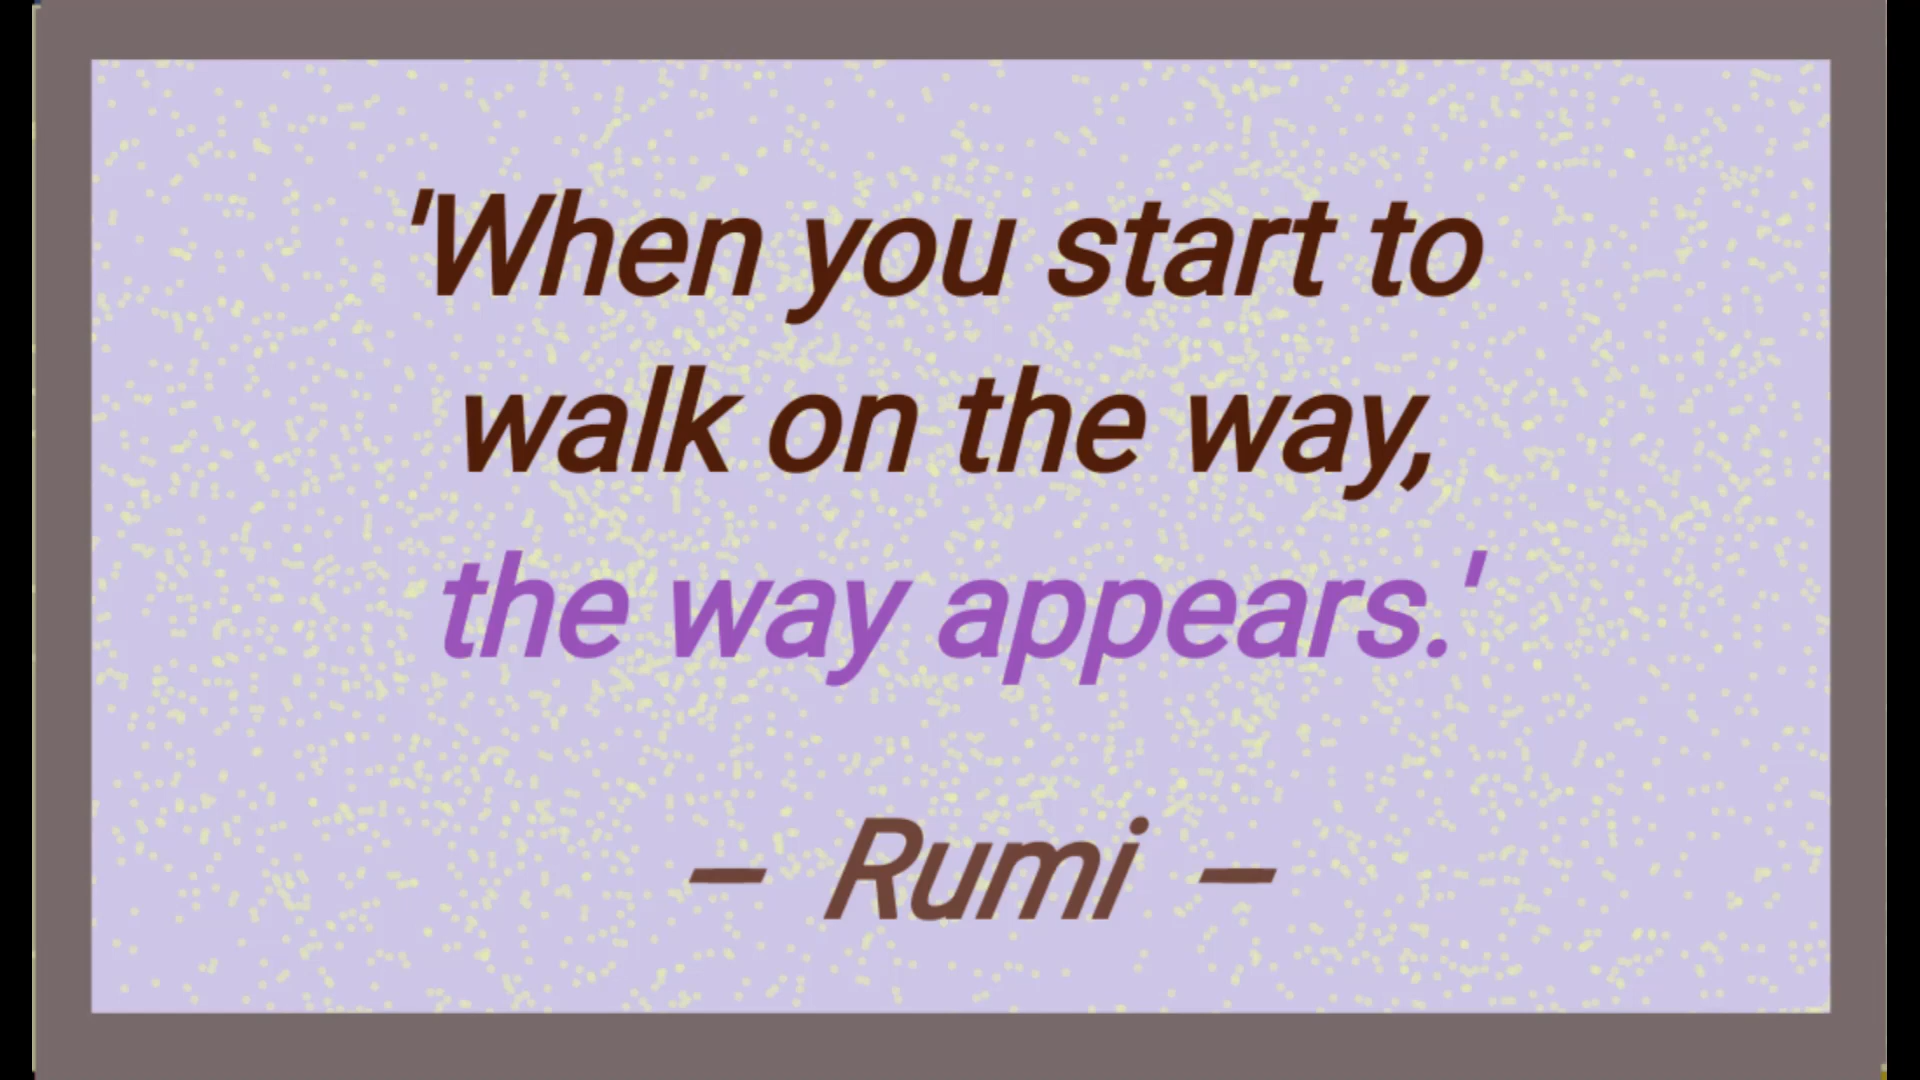 'When you start to
walk on the way,
the way appears.'
– Rumi –